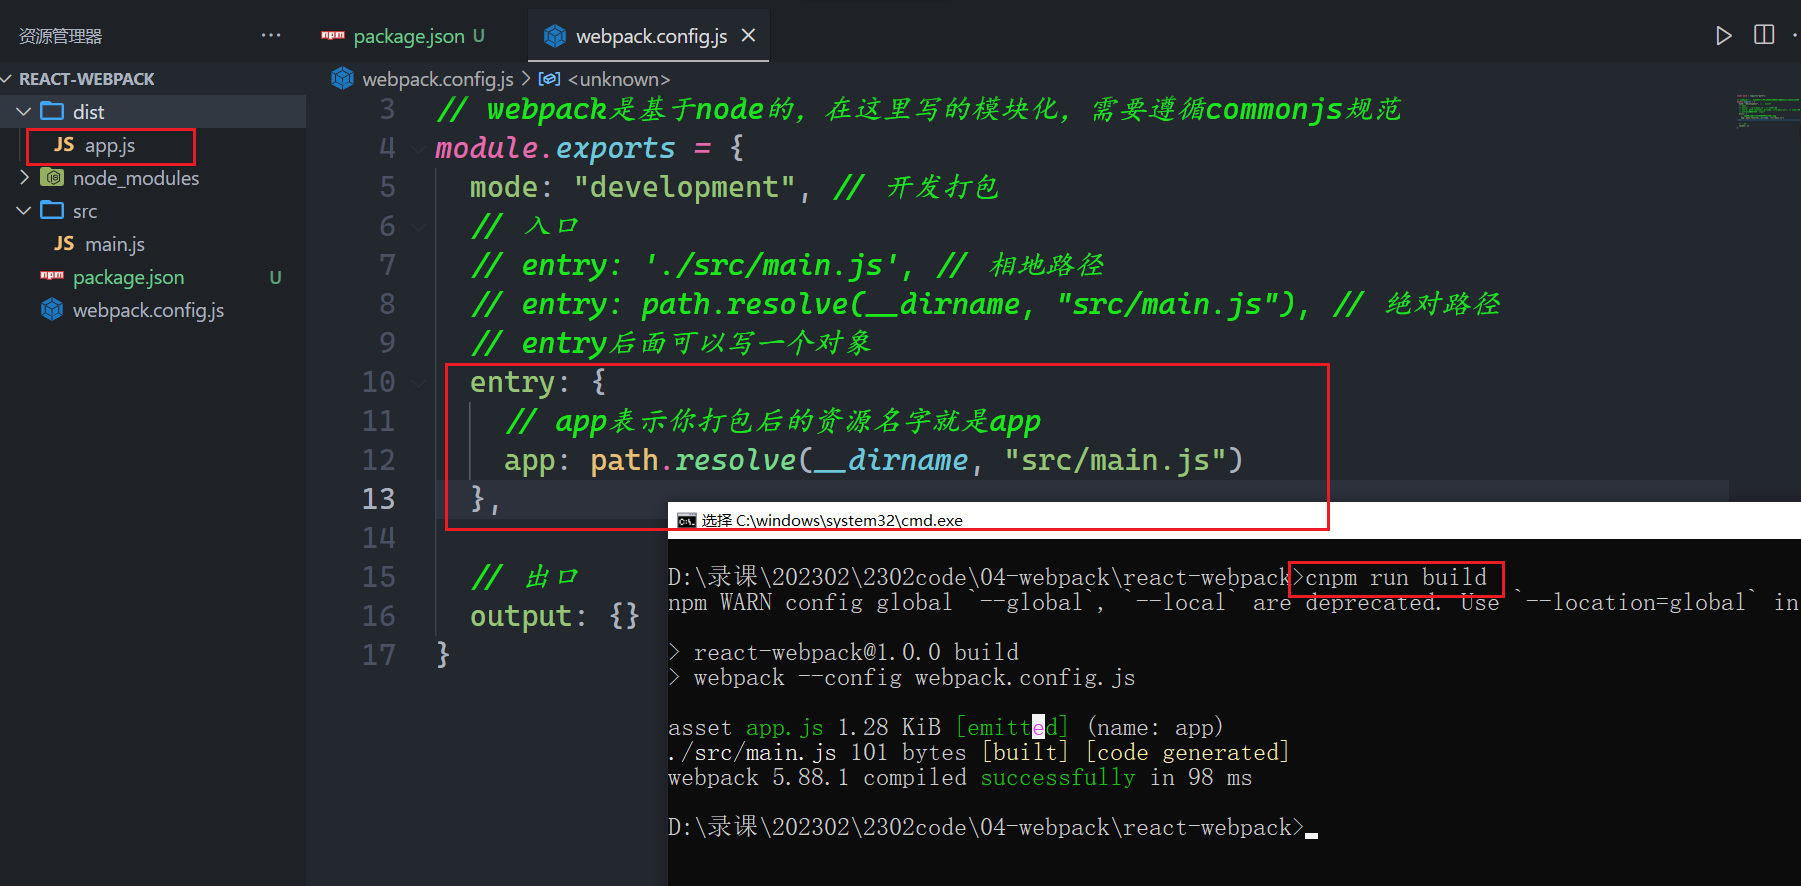 资源管理器 ···
package.json U
webpack.config.js
REACT-WEBPACK
dist
JS app.js
node_modules
src
JS main.js
package.json U
webpack.config.js
webpack.config.js > <unknown>
3 // webpack是基于node的，在这里写的模块化，需要遵循commonjs规范
4 module.exports = {
5 mode: "development", // 开发打包
6 // 入口
7 // entry: './src/main.js', // 相地路径
8 // entry: path.resolve(__dirname, "src/main.js"), // 绝对路径
9 // entry后面可以写一个对象
10 entry: {
11 // app表示你打包后的资源名字就是app
12 app: path.resolve(__dirname, "src/main.js")
13 },
14
15 // 出口
16 output: {}
17 }
选择 C:\windows\system32\cmd.exe
D:\录课\202302\2302code\04-webpack\react-webpack>cnpm run build
npm WARN config global `--global`, `--local` are deprecated. Use `--location=global` in
> react-webpack@1.0.0 build
> webpack --config webpack.config.js
asset app.js 1.28 KiB [emitted] (name: app)
./src/main.js 101 bytes [built] [code generated]
webpack 5.88.1 compiled successfully in 98 ms
D:\录课\202302\2302code\04-webpack\react-webpack>